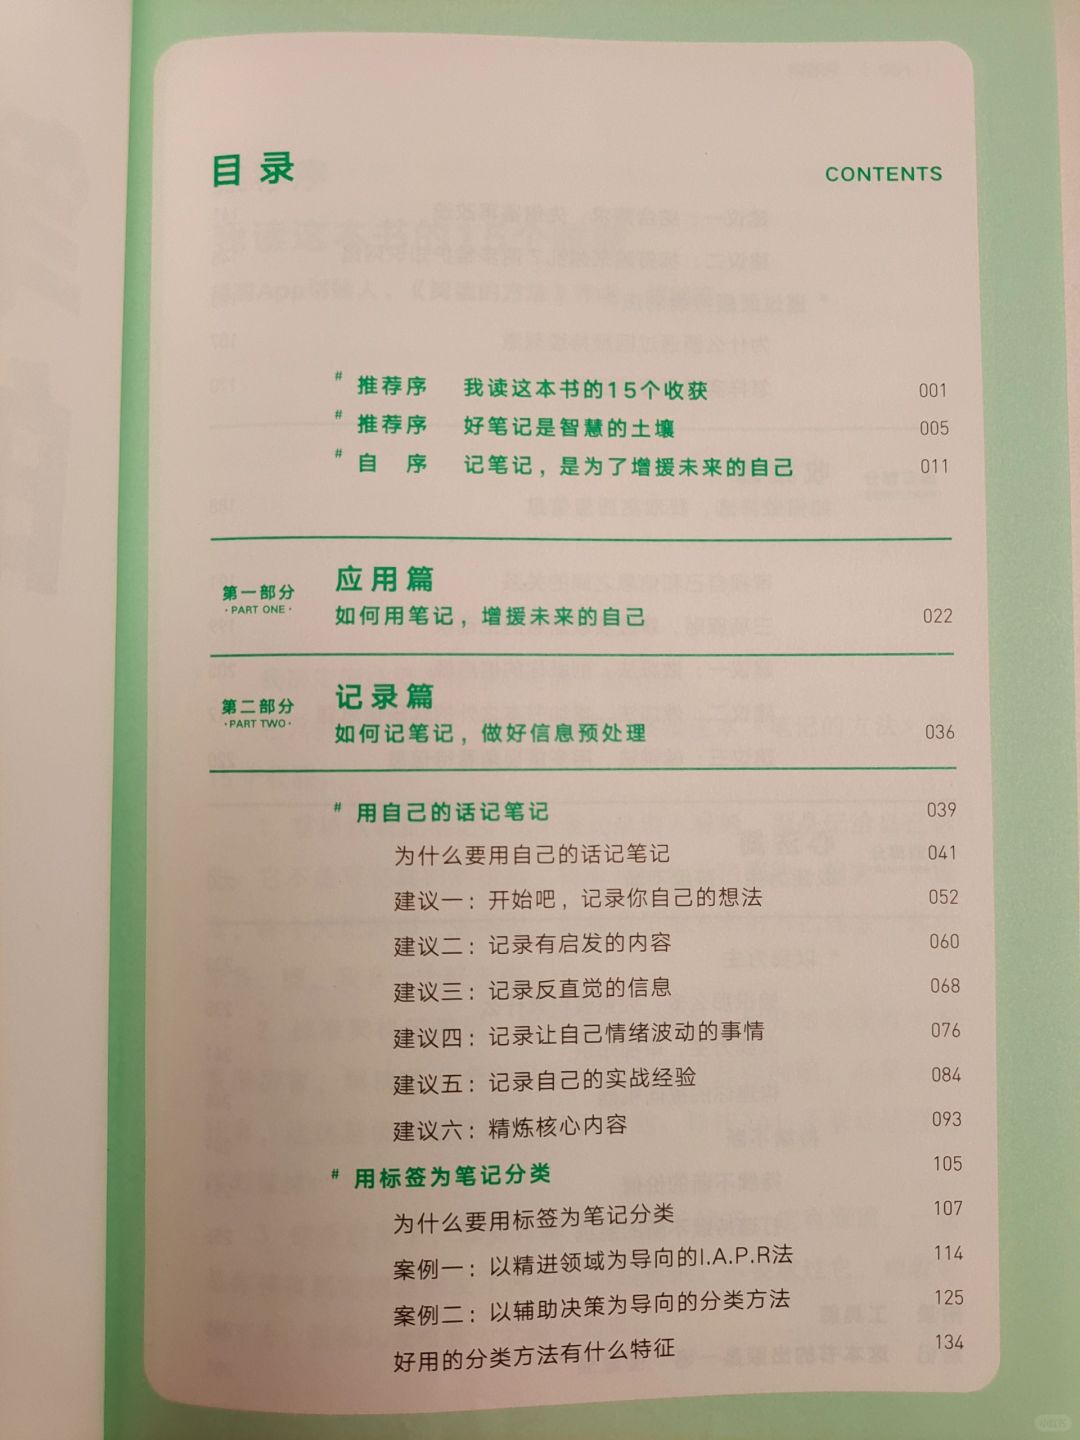 目录 CONTENTS
# 推荐序 我读这本书的15个收获 001
# 推荐序 好笔记是智慧的土壤 005
# 自序 记笔记，是为了增援未来的自己 011
第一部分 应用篇
·PART ONE· 如何用笔记，增援未来的自己 022
第二部分 记录篇
·PART TWO· 如何记笔记，做好信息预处理 036
# 用自己的话记笔记 039
为什么要用自己的话记笔记 041
建议一：开始吧，记录你自己的想法 052
建议二：记录有启发的内容 060
建议三：记录反直觉的信息 068
建议四：记录让自己情绪波动的事情 076
建议五：记录自己的实战经验 084
建议六：精炼核心内容 093
# 用标签为笔记分类 105
为什么要用标签为笔记分类 107
案例一：以精进领域为导向的I.A.P.R法 114
案例二：以辅助决策为导向的分类方法 125
好用的分类方法有什么特征 134
小红书